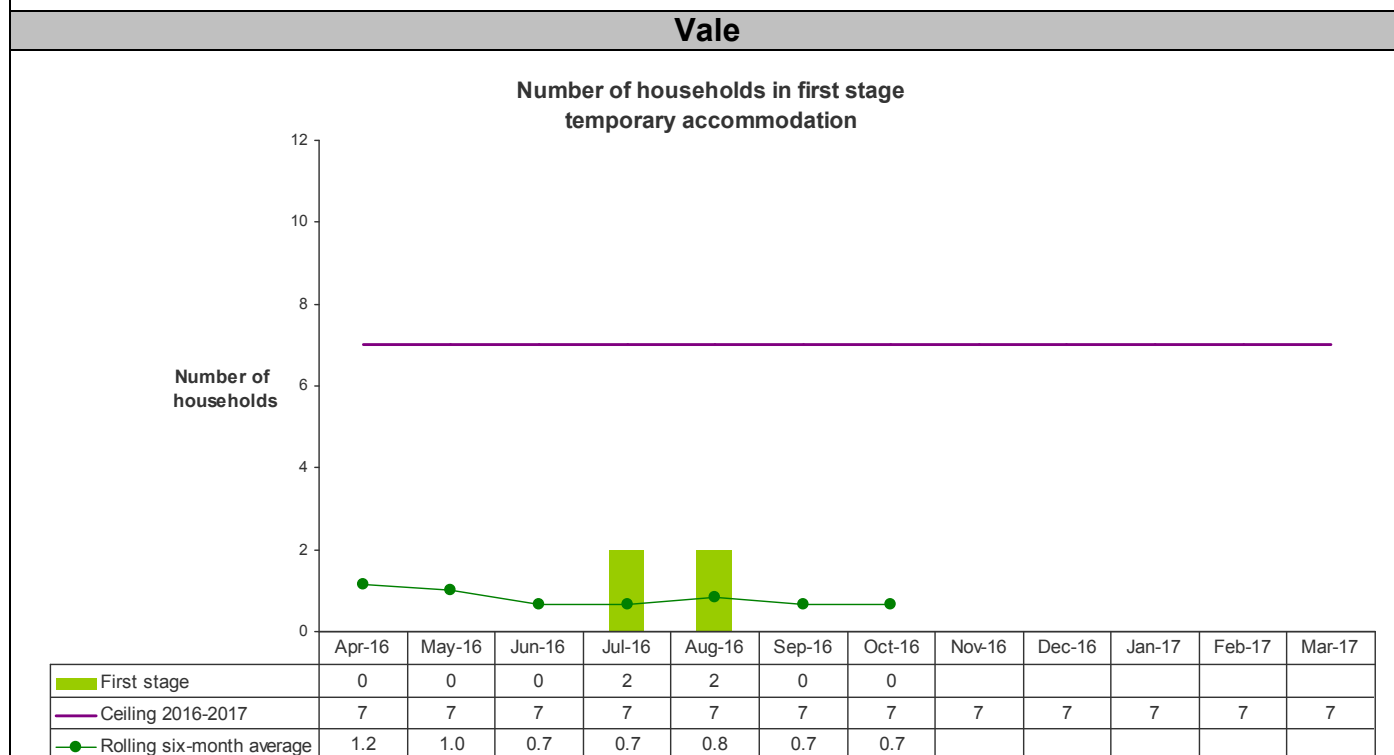 Vale
Number of households in first stage
temporary accommodation
12
10
8
6
4
2
0
Number of
households
Apr-16 May-16 Jun-16 Jul-16 Aug-16 Sep-16 Oct-16 Nov-16 Dec-16 Jan-17 Feb-17 Mar-17
First stage 0 0 0 2 2 0 0
Ceiling 2016-2017 7 7 7 7 7 7 7 7 7 7 7 7
Rolling six-month average 1.2 1.0 0.7 0.7 0.8 0.7 0.7